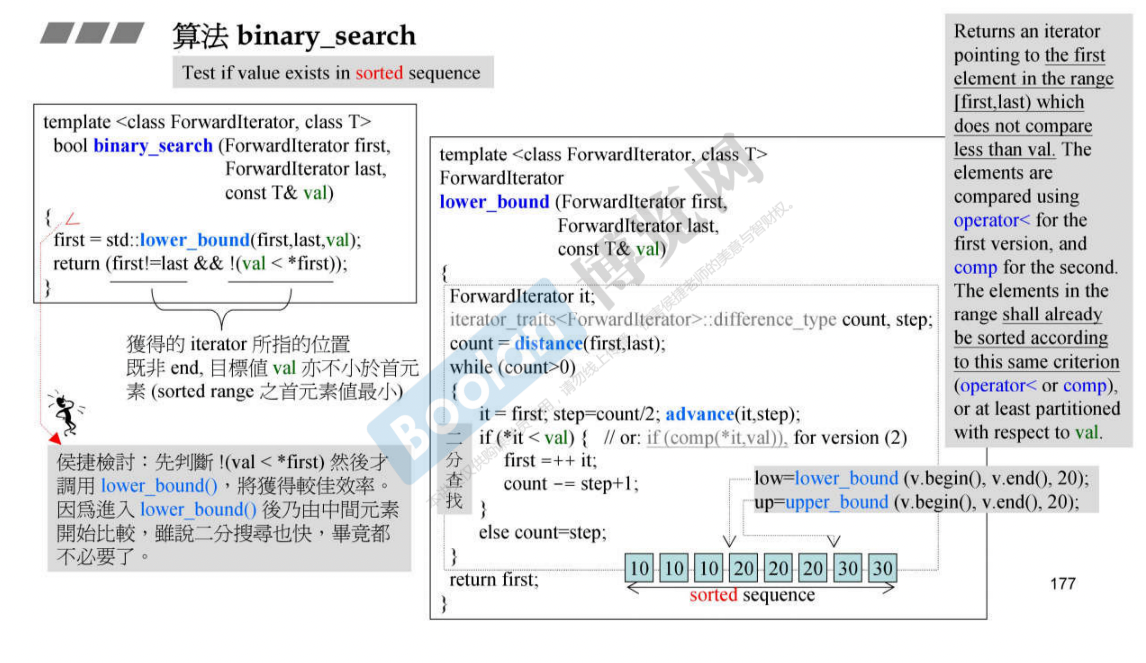 算法 binary_search
Test if value exists in sorted sequence
template <class ForwardIterator, class T>
bool binary_search (ForwardIterator first,
ForwardIterator last,
const T& val)
{
first = std::lower_bound(first,last,val);
return (first!=last && !(val < *first));
}
獲得的 iterator 所指的位置
既非 end, 目標值 val 亦不小於首元
素 (sorted range 之首元素值最小)
侯捷檢討：先判斷 !(val < *first) 然後才
調用 lower_bound()，將獲得較佳效率。
因爲進入 lower_bound() 後乃由中間元素
開始比較，雖說二分搜尋也快，畢竟都
不必要了。
template <class ForwardIterator, class T>
ForwardIterator
lower_bound (ForwardIterator first,
ForwardIterator last,
const T& val)
{
ForwardIterator it;
iterator_traits<ForwardIterator>::difference_type count, step;
count = distance(first,last);
while (count>0)
{
it = first; step=count/2; advance(it,step);
if (*it < val) { // or: if (comp(*it,val)), for version (2)
first =++ it;
count -= step+1;
}
else count=step;
}
return first;
}
二
分
查
找
low=lower_bound (v.begin(), v.end(), 20);
up=upper_bound (v.begin(), v.end(), 20);
10 10 10 20 20 20 30 30
sorted sequence
Returns an iterator
pointing to the first
element in the range
[first,last) which
does not compare
less than val. The
elements are
compared using
operator< for the
first version, and
comp for the second.
The elements in the
range shall already
be sorted according
to this same criterion
(operator< or comp),
or at least partitioned
with respect to val.
177
Boolan 博览网